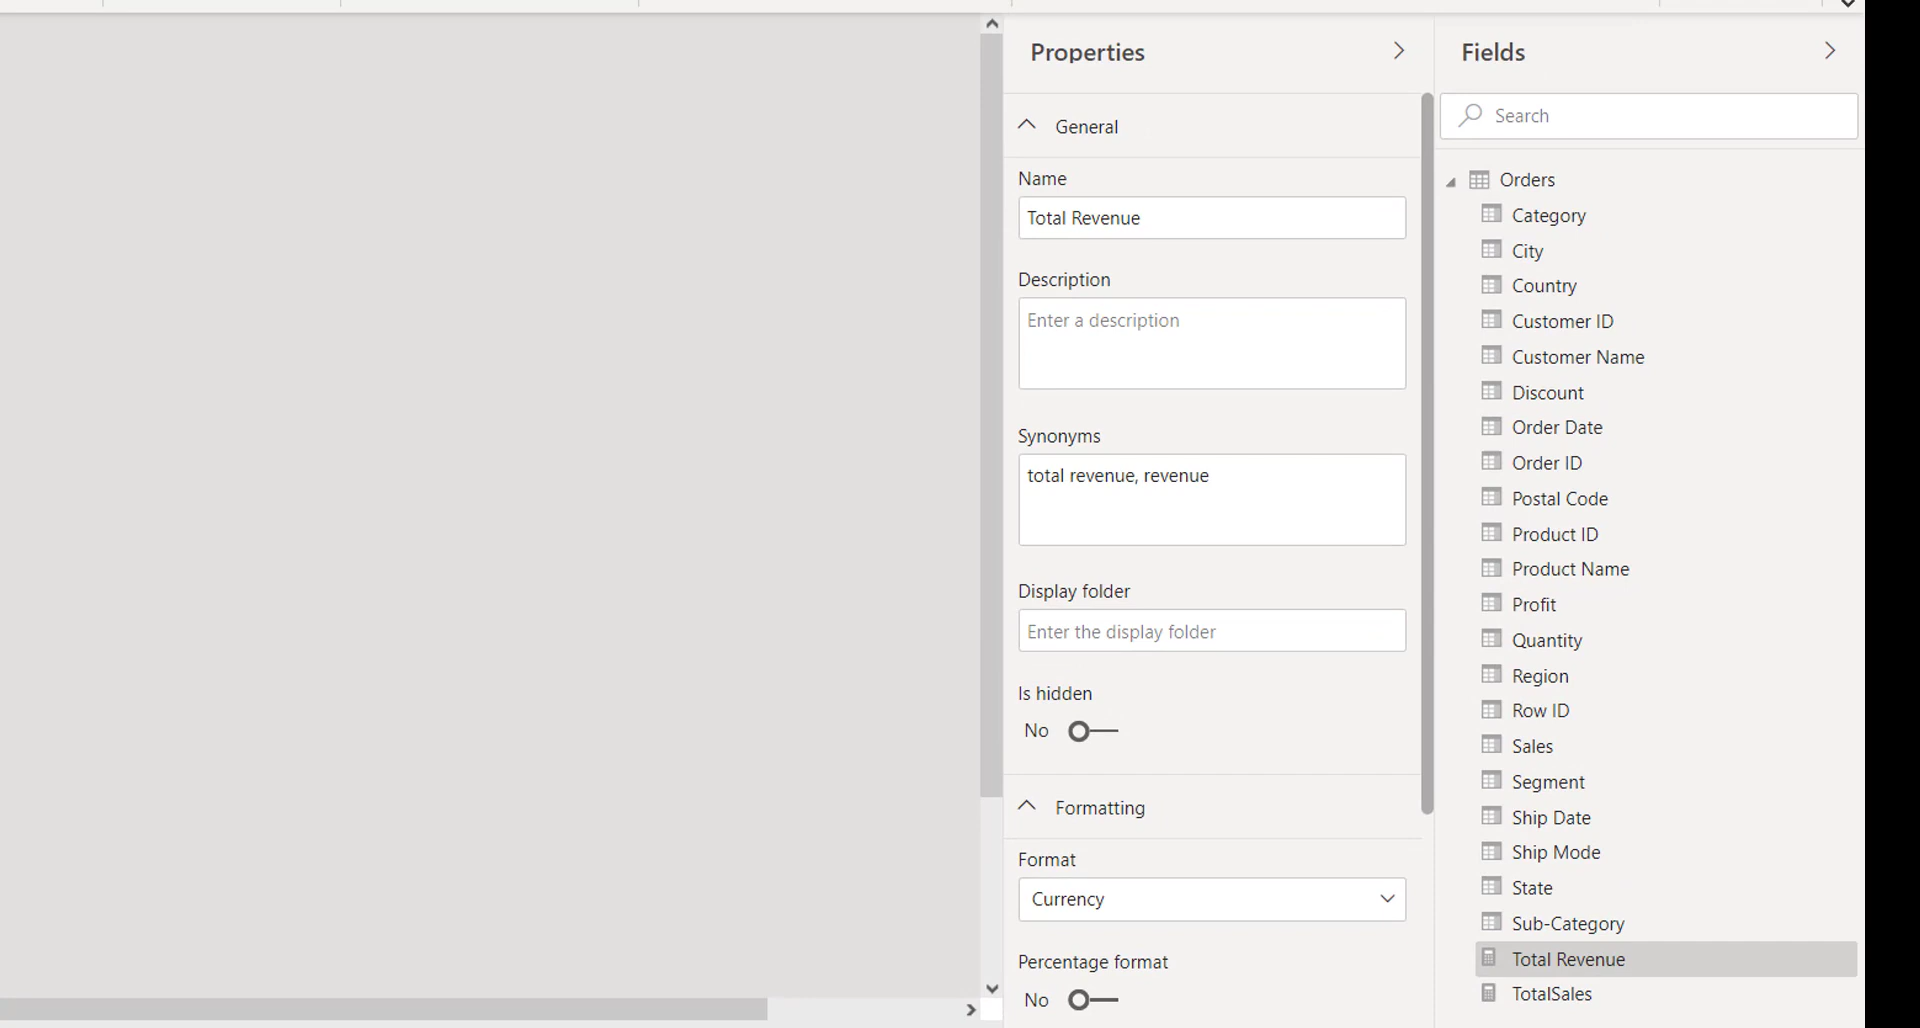 Properties
General
Name
Total Revenue
Description
Enter a description
Synonyms
total revenue, revenue
Display folder
Enter the display folder
Is hidden
No
Formatting
Format
Currency
Percentage format
No
Fields
Search
Orders
Category
City
Country
Customer ID
Customer Name
Discount
Order Date
Order ID
Postal Code
Product ID
Product Name
Profit
Quantity
Region
Row ID
Sales
Segment
Ship Date
Ship Mode
State
Sub-Category
Total Revenue
TotalSales